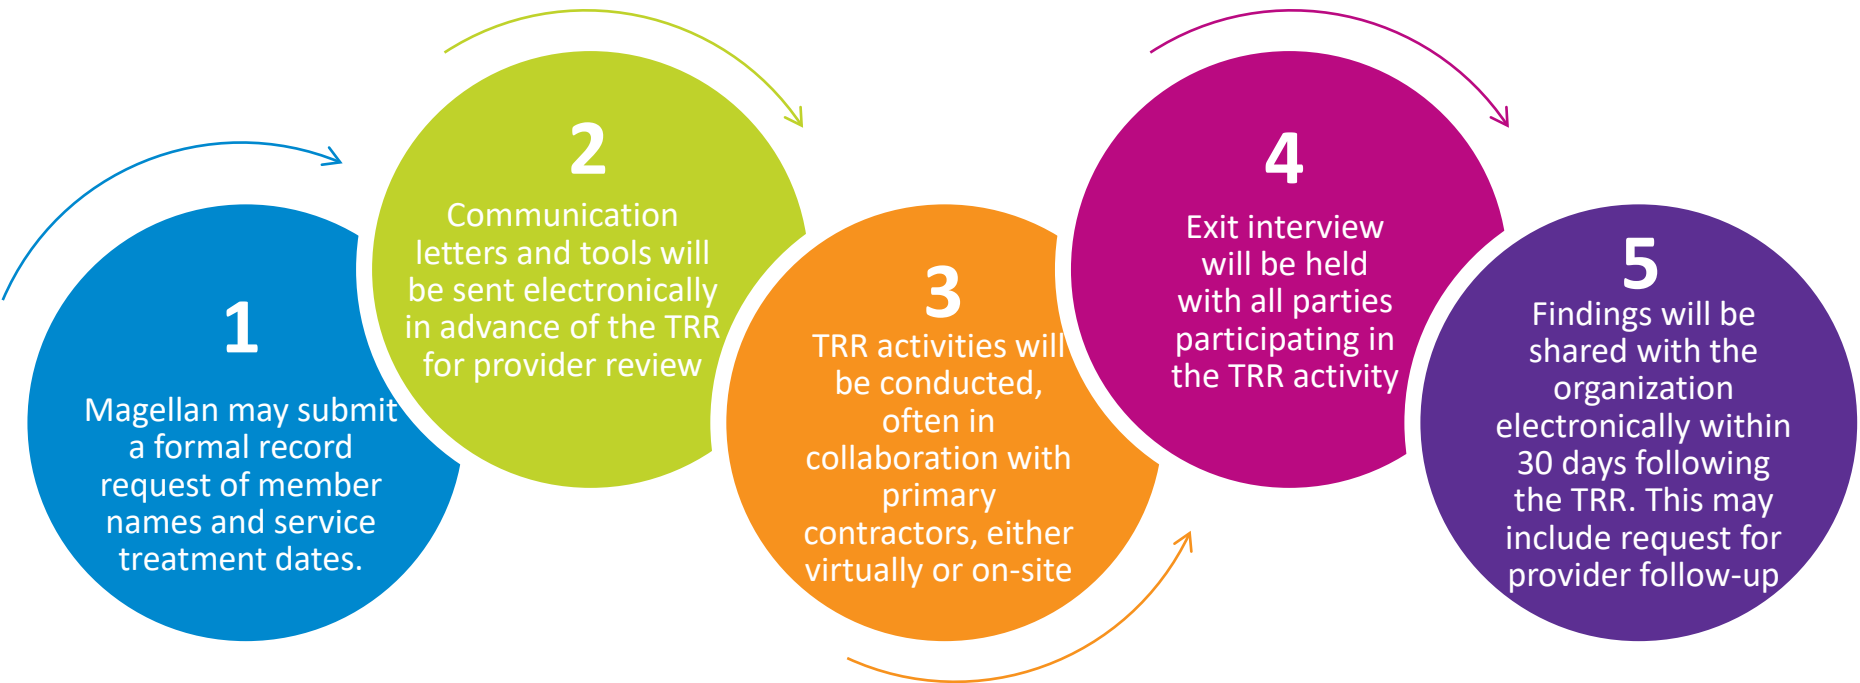 1
Magellan may submit
a formal record
request of member
names and service
treatment dates.
2
Communication
letters and tools will
be sent electronically
in advance of the TRR
for provider review
3
TRR activities will
be conducted,
often in
collaboration with
primary
contractors, either
virtually or on-site
4
Exit interview
will be held
with all parties
participating in
the TRR activity
5
Findings will be
shared with the
organization
electronically within
30 days following
the TRR. This may
include request for
provider follow-up